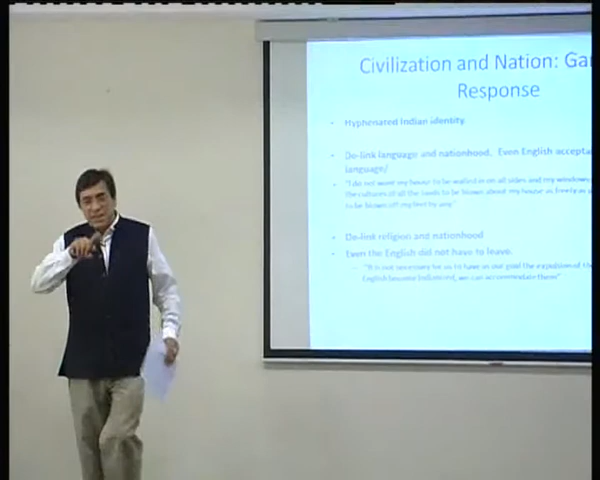 Civilization and Nation: Ga
Response
• Hyphenated Indian identity.
• De-link language and nationhood. Even English accepta
language/
• "I do not want my house to be walled in on all sides and my windows
the cultures of all the lands to be blown about my house as freely as
to be blown off my feet by any"
• De-link religion and nationhood
• Even the English did not have to leave.
– "It is not necessary for us to have as our goal the expulsion of th
English become Indianized, we can accommodate them"